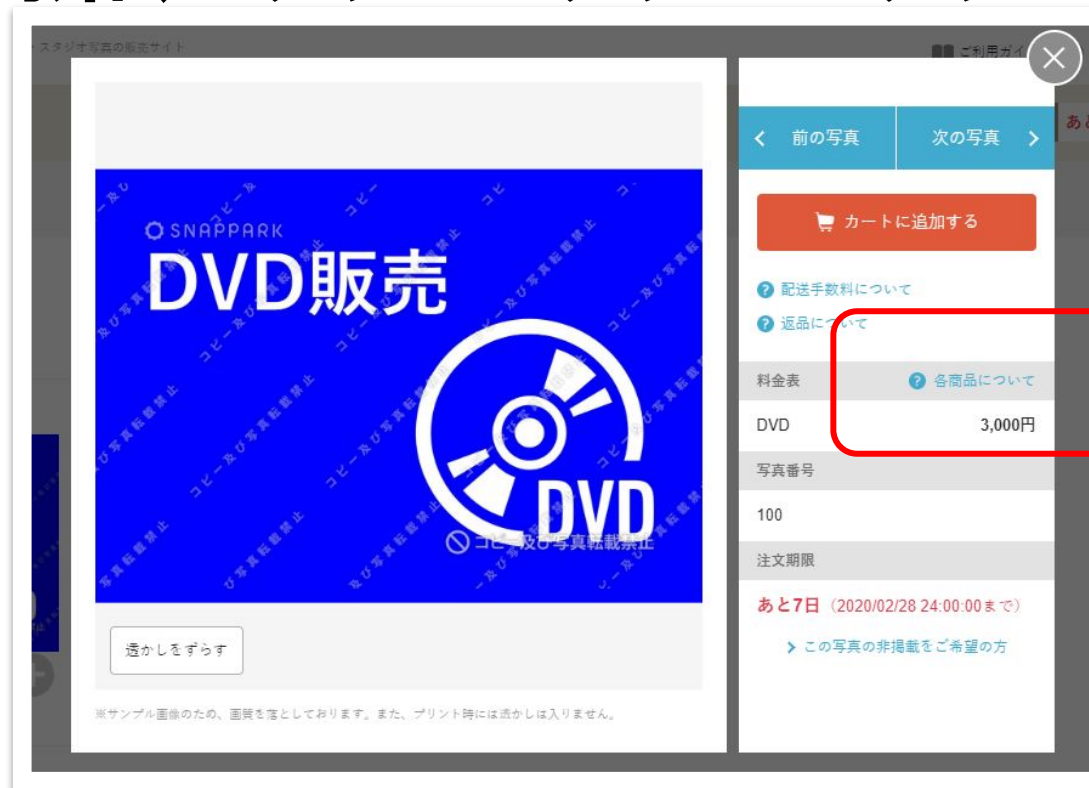 ・スタジオ写真の販売サイト
ご利用ガイ
前の写真
次の写真
SNAPPARK
DVD販売
DVD
コピー及び写真転載禁止
透かしをずらす
※サンプル画像のため、画質を落としております。また、プリント時には透かしは入りません。
カートに追加する
配送手数料について
返品について
料金表
各商品について
DVD
3,000円
写真番号
100
注文期限
あと7日（2020/02/28 24:00:00まで）
この写真の非掲載をご希望の方